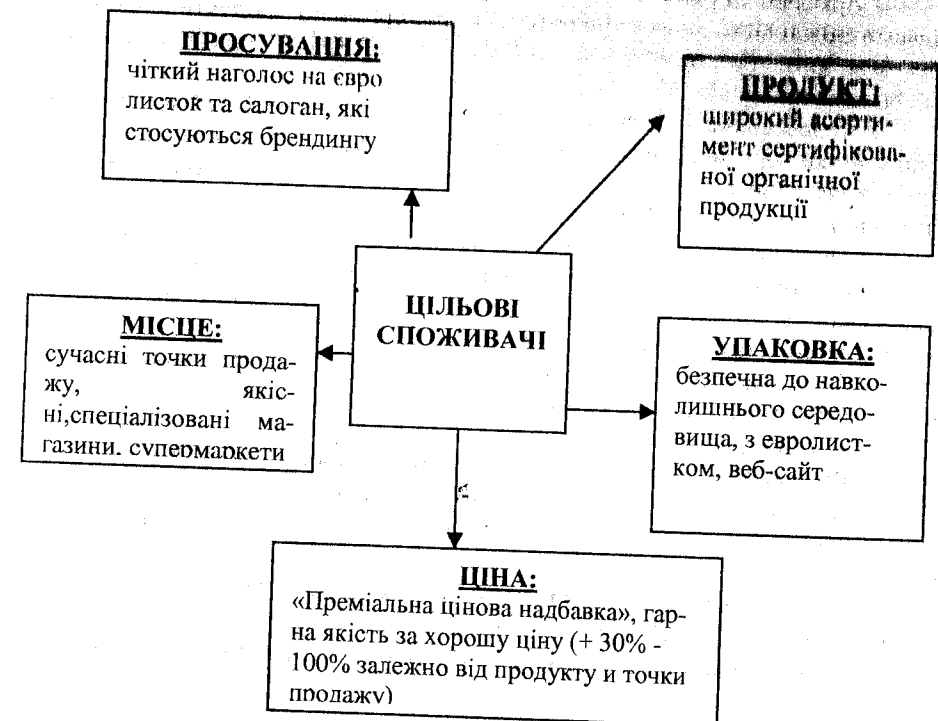 ПРОСУВАННЯ:
чіткий наголос на євро
листок та салоган, які
стосуються брендингу
ПРОДУКТ:
широкий асорти-
мент сертифікова-
ної органічної
продукції
ЦІЛЬОВІ
СПОЖИВАЧІ
МІСЦЕ:
сучасні точки прода-
жу, якіс-
ні,спеціалізовані ма-
газини, супермаркети
УПАКОВКА:
безпечна до навко-
лишнього середо-
вища, з евролист-
ком, веб-сайт
ЦІНА:
«Преміальна цінова надбавка», гар-
на якість за хорошу ціну (+ 30% -
100% залежно від продукту и точки
продажу)